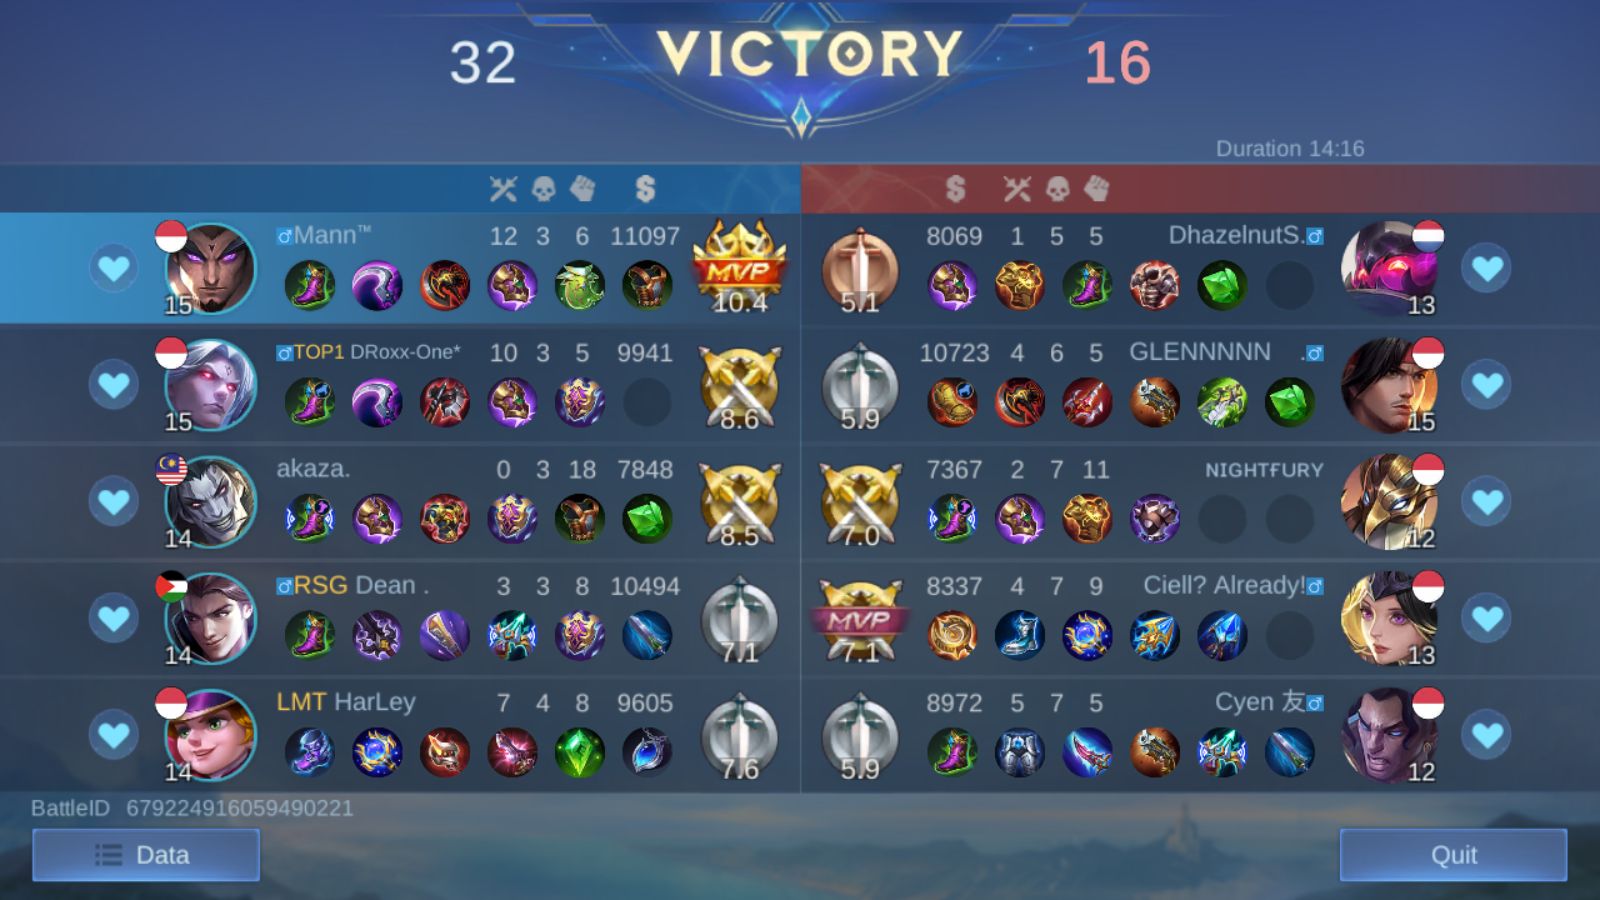 32 VICTORY 16
Duration 14:16
Mann™ 12 3 6 11097 MVP 10.4
15
5.1 8069 1 5 5 DhazelnutS.
13
TOP1 DRoxx-One* 10 3 5 9941 8.6
15
5.9 10723 4 6 5 GLENNNNN .
15
akaza. 0 3 18 7848 8.5
14
7.0 7367 2 7 11 NIGHTFURY
12
RSG Dean . 3 3 8 10494 7.1
14
MVP 7.1 8337 4 7 9 Ciell? Already!
13
LMT HarLey 7 4 8 9605 7.6
14
5.9 8972 5 7 5 Cyen 友
12
BattleID 679224916059490221
Data
Quit